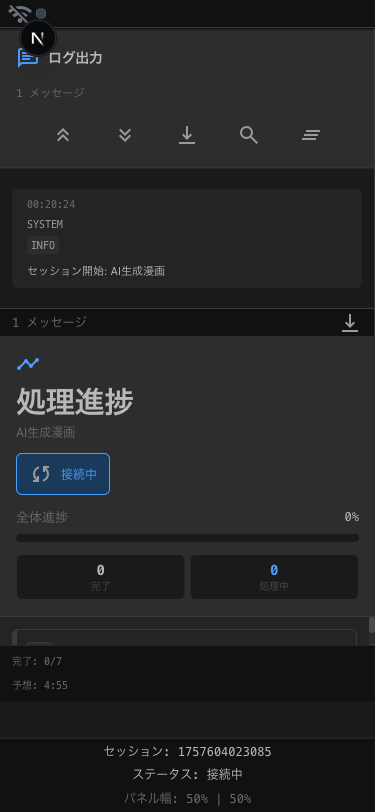 N
ログ出力
1 メッセージ
00:20:24
SYSTEM
INFO
セッション開始: AI生成漫画
1 メッセージ
処理進捗
AI生成漫画
接続中
全体進捗 0%
0 0
完了 処理中
完了: 0/7
予想: 4:55
セッション: 1757604023085
ステータス: 接続中
パネル幅: 50% | 50%